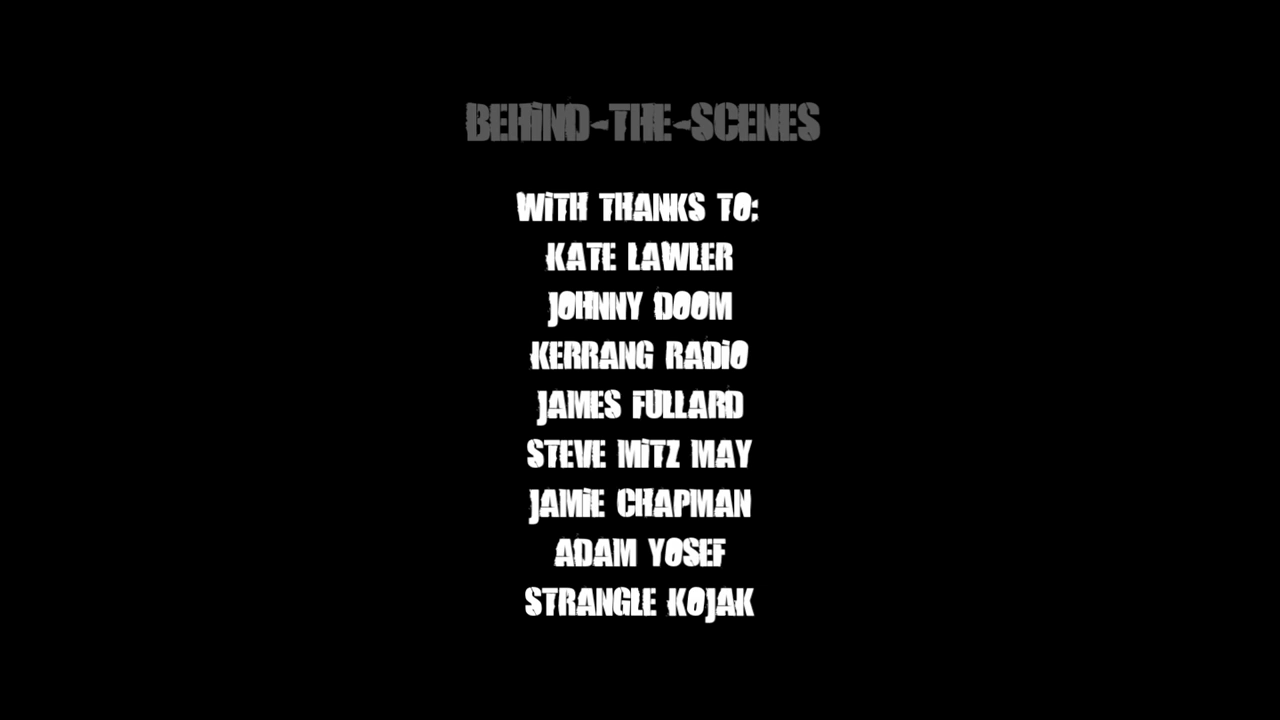 BEHIND-THE-SCENES
WITH THANKS TO:
KATE LAWLER
JOHNNY DOOM
KERRANG RADIO
JAMES FULLARD
STEVE MITZ MAY
JAMIE CHAPMAN
ADAM YOSEF
STRANGLE KOJAK